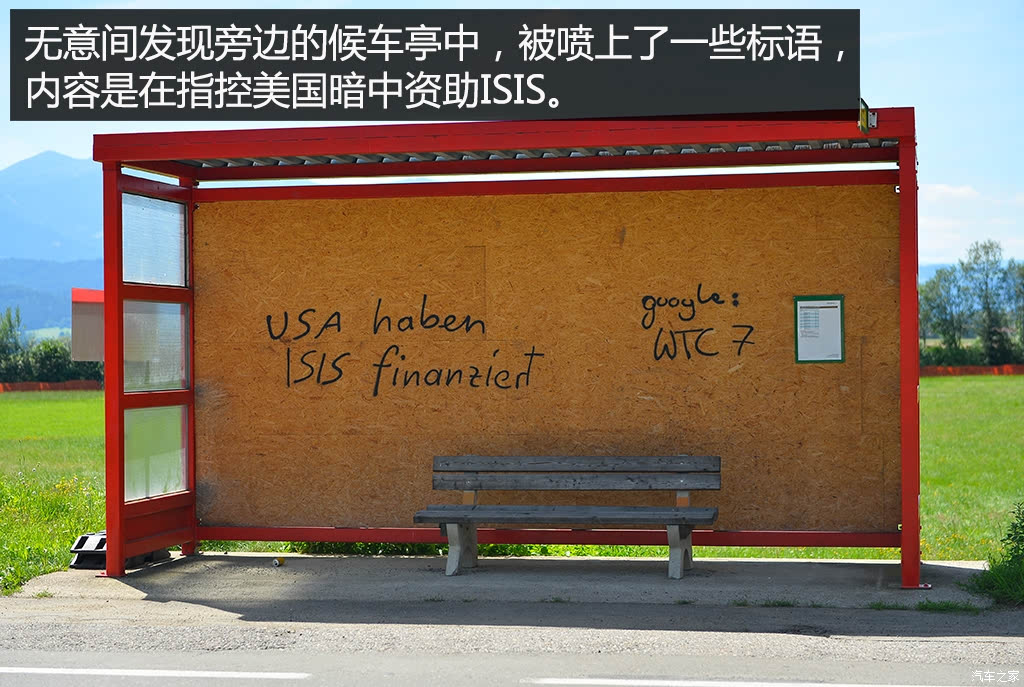 无意间发现旁边的候车亭中，被喷上了一些标语，
内容是在指控美国暗中资助ISIS。
USA haben
ISIS finanziert
google:
WTC 7
汽车之家